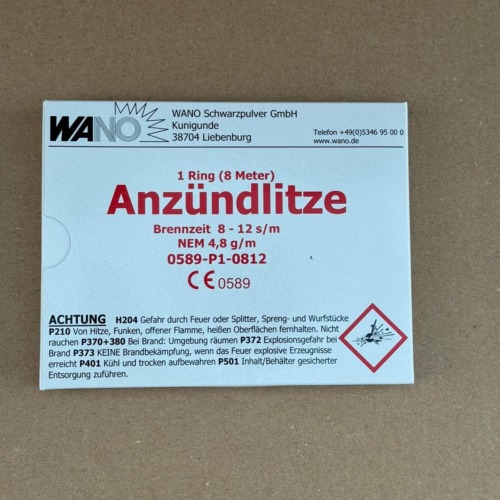 WANO
WANO Schwarzpulver GmbH
Kunigunde
38704 Liebenburg
Telefon +49(0)5346 95 00 0
www.wano.de
1 Ring (8 Meter)
Anzündlitze
Brennzeit 8 - 12 s/m
NEM 4,8 g/m
0589-P1-0812
CE 0589
ACHTUNG H204 Gefahr durch Feuer oder Splitter, Spreng- und Wurfstücke
P210 Von Hitze, Funken, offener Flamme, heißen Oberflächen fernhalten. Nicht
rauchen P370+380 Bei Brand: Umgebung räumen P372 Explosionsgefahr bei
Brand P373 KEINE Brandbekämpfung, wenn das Feuer explosive Erzeugnisse
erreicht P401 Kühl und trocken aufbewahren P501 Inhalt/Behälter gesicherter
Entsorgung zuführen.